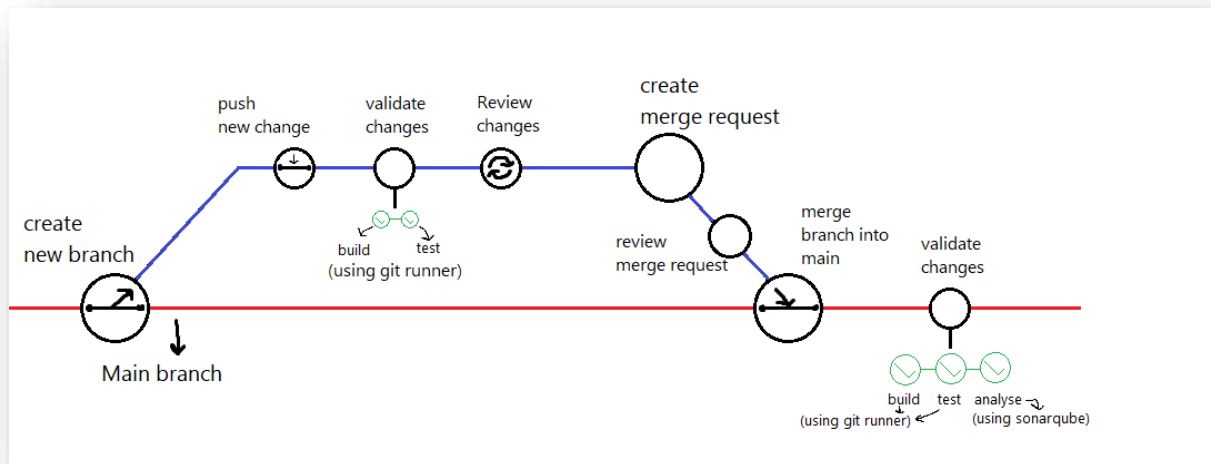 create
new branch
Main branch
push
new change
validate
changes
build
test
(using git runner)
Review
changes
create
merge request
review
merge request
merge
branch into
main
validate
changes
build
test
analyse
(using git runner)
(using sonarqube)